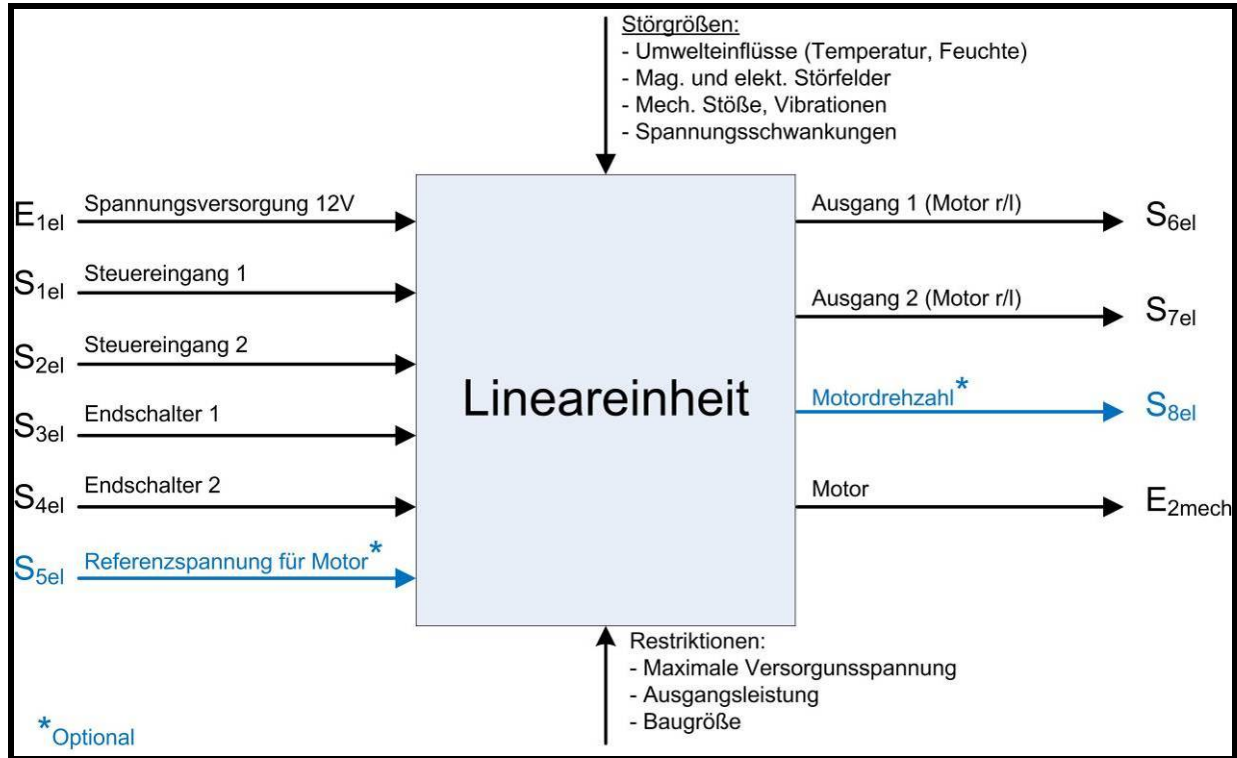 Störgrößen:
- Umwelteinflüsse (Temperatur, Feuchte)
- Mag. und elekt. Störfelder
- Mech. Stöße, Vibrationen
- Spannungsschwankungen
E1el Spannungsversorgung 12V
S1el Steuereingang 1
S2el Steuereingang 2
S3el Endschalter 1
S4el Endschalter 2
S5el Referenzspannung für Motor*
Lineareinheit
Ausgang 1 (Motor r/l) S6el
Ausgang 2 (Motor r/l) S7el
Motordrehzahl* S8el
Motor E2mech
Restriktionen:
- Maximale Versorgunsspannung
- Ausgangsleistung
- Baugröße
*Optional